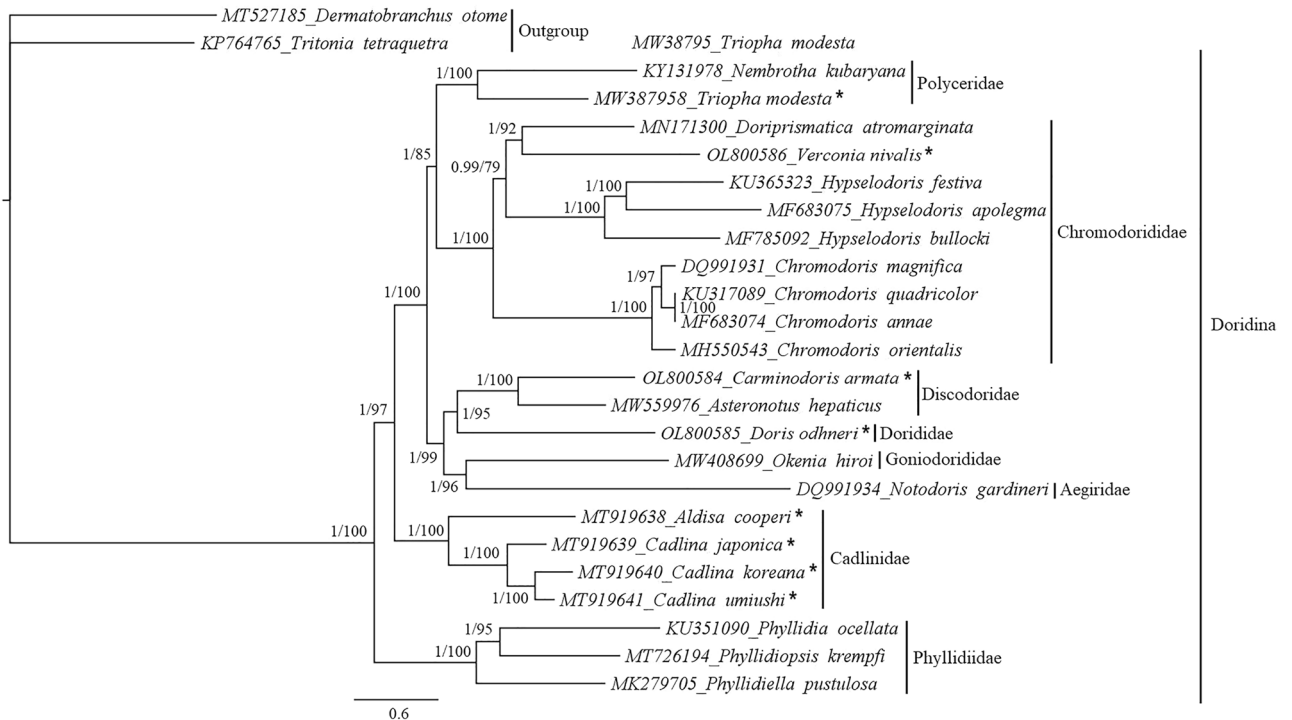 MT527185_Dermatobranchus otome
Outgroup
KP764765_Tritonia tetraquetra
MW38795_Triopha modesta
1/100
KY131978_Nembrotha kubaryana
Polyceridae
MW387958_Triopha modesta*
1/85
1/92
MN171300_Doriprismatica atromarginata
OL800586_Verconia nivalis*
0.99/79
1/100
KU365323_Hypselodoris festiva
1/100
MF683075_Hypselodoris apolegma
MF785092_Hypselodoris bullocki
Chromodorididae
1/100
1/97
DQ991931_Chromodoris magnifica
KU317089_Chromodoris quadricolor
1/100
1/100
MF683074_Chromodoris annae
MH550543_Chromodoris orientalis
Doridina
1/100
1/100
OL800584_Carminodoris armata*
Discodoridae
MW559976_Asteronotus hepaticus
1/97
1/95
OL800585_Doris odhneri*
Dorididae
1/99
MW408699_Okenia hiroi
Goniodorididae
1/96
DQ991934_Notodoris gardineri
Aegiridae
1/100
1/100
MT919638_Aldisa cooperi*
1/100
MT919639_Cadlina japonica*
Cadlinidae
MT919640_Cadlina koreana*
1/100
MT919641_Cadlina umiushi*
1/95
KU351090_Phyllidia ocellata
1/100
MT726194_Phyllidiopsis krempfi
Phyllidiidae
MK279705_Phyllidiella pustulosa
0.6